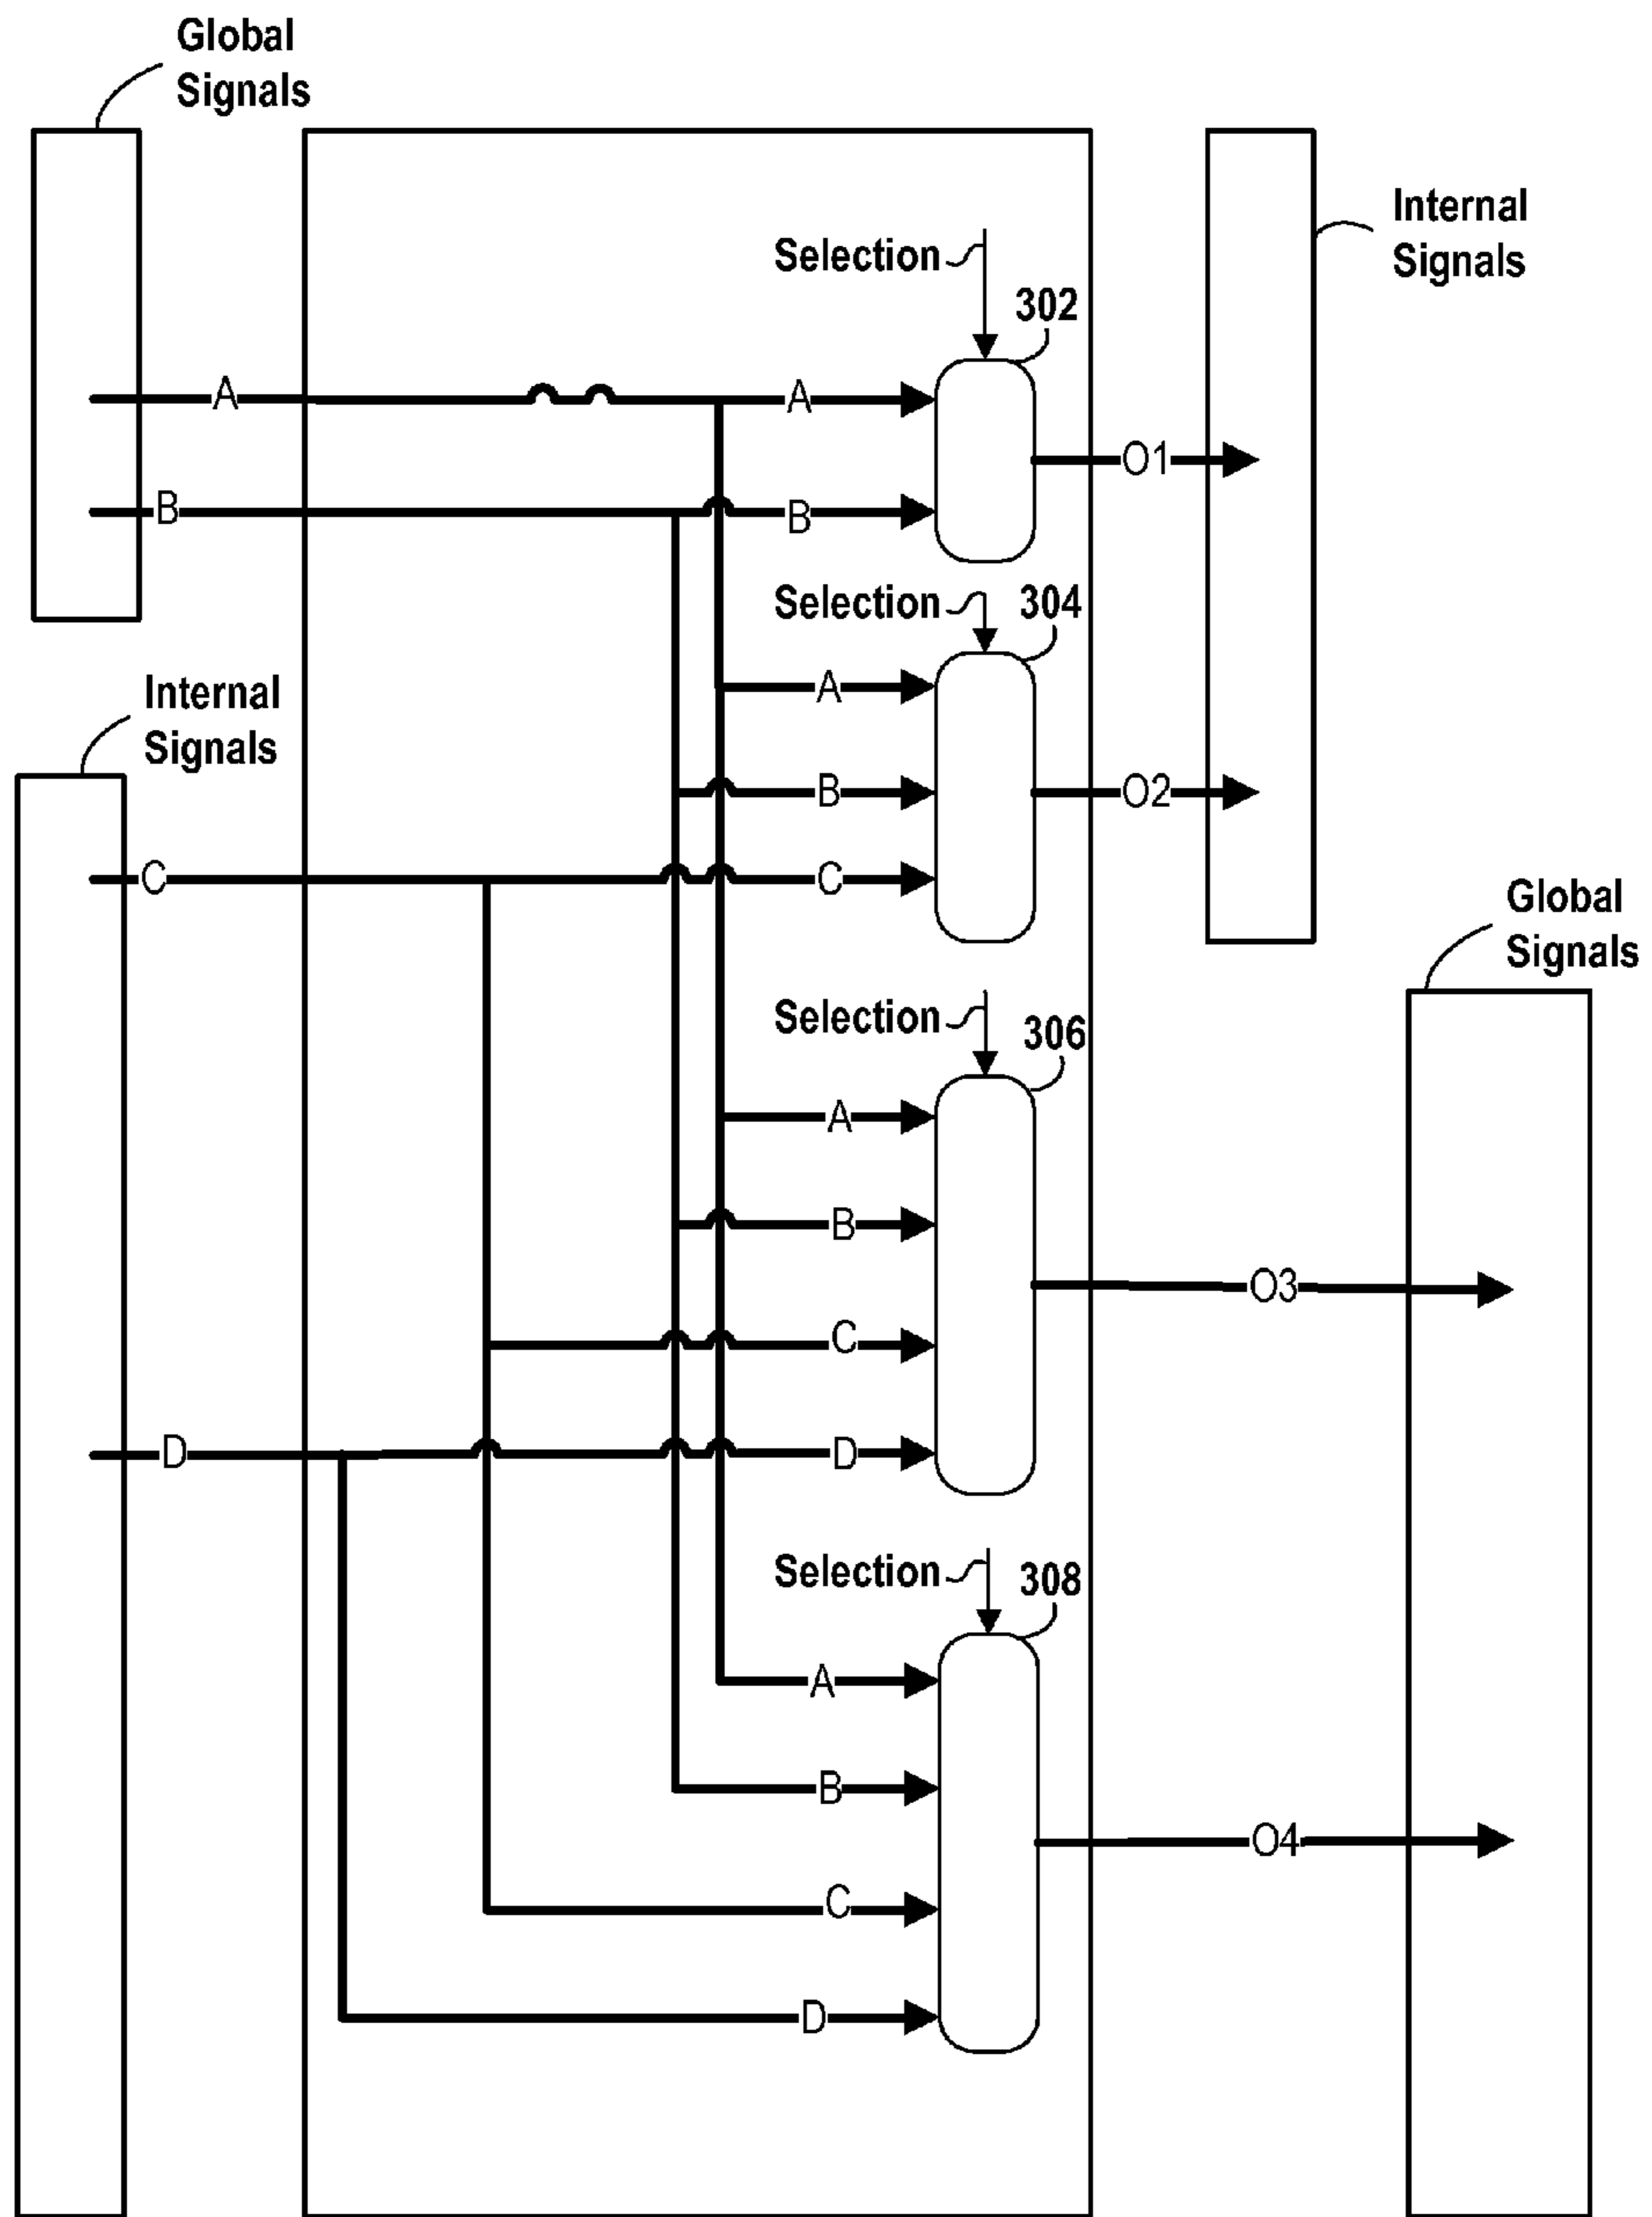 Global
Signals
Internal
Signals
Selection
302
A
A
O1
B
B
Selection
304
Internal
Signals
A
B
O2
C
C
Global
Signals
Selection
306
A
B
O3
C
D
D
Selection
308
A
B
O4
C
D